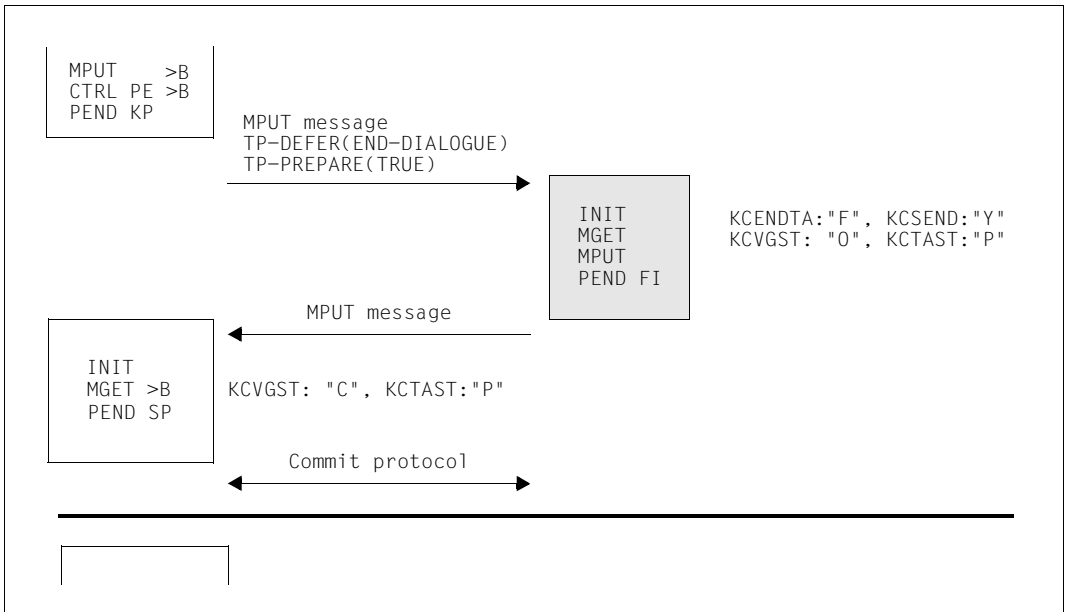 MPUT >B
CTRL PE >B
PEND KP
MPUT message
TP-DEFER(END-DIALOGUE)
TP-PREPARE(TRUE)
INIT
MGET
MPUT
PEND FI
KCENDTA:"F", KCSEND:"Y"
KCVGST: "O", KCTAST:"P"
MPUT message
INIT
MGET >B
PEND SP
KCVGST: "C", KCTAST:"P"
Commit protocol